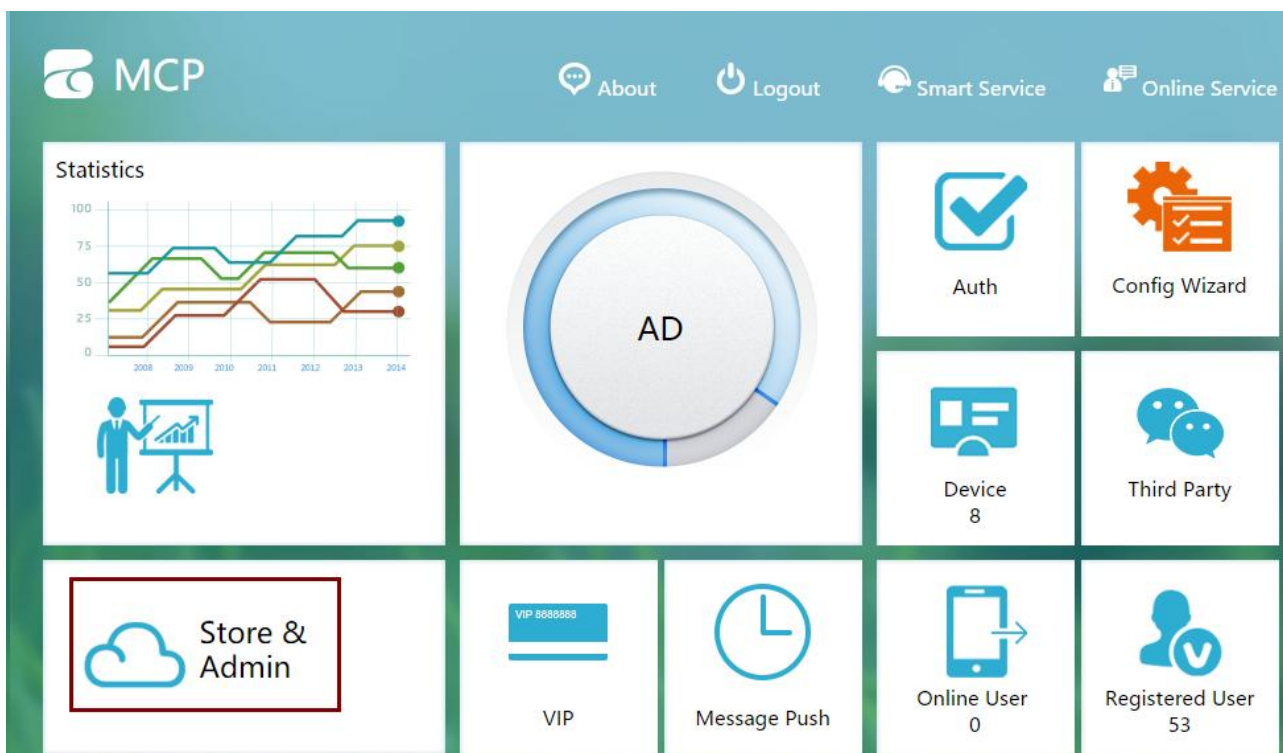 MCP
About
Logout
Smart Service
Online Service
Statistics
100
75
50
25
0
2008 2009 2010 2011 2012 2013 2014
AD
Auth
Config Wizard
Device
8
Third Party
Store &
Admin
VIP 8688888
VIP
Message Push
Online User
0
Registered User
53